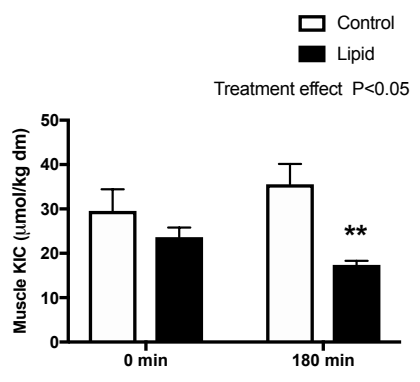 Control
Lipid
Treatment effect P<0.05
Muscle KIC (μmol/kg dm)
50
40
30
20
10
0
**
0 min
180 min